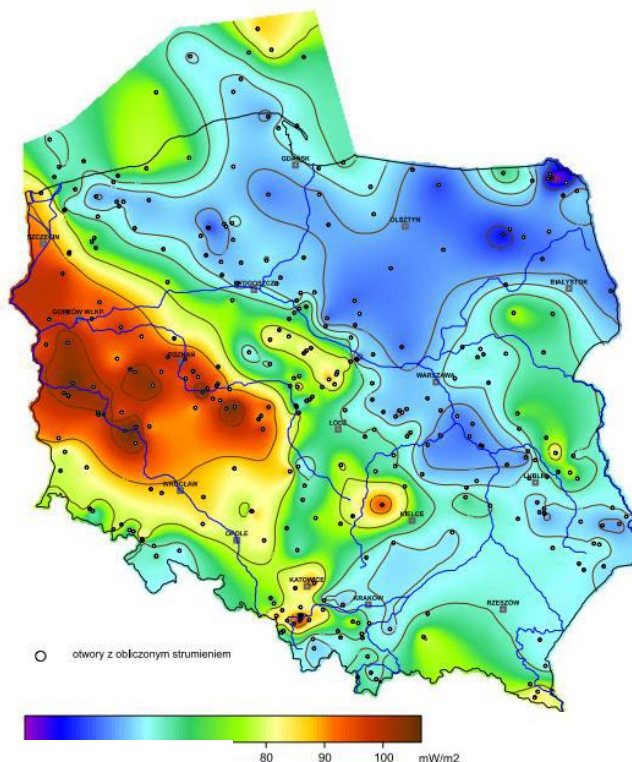 GDAŃSK
OLSZTYN
SZCZECIN
BYDGOSZCZ
BIAŁYSTOK
GORZÓW WLKP.
POZNAŃ
WARSZAWA
ŁÓDŹ
LUBLIN
WROCŁAW
KIELCE
OPOLE
KATOWICE
KRAKÓW
RZESZÓW
otwory z obliczonym strumieniem
80 90 100 mW/m2